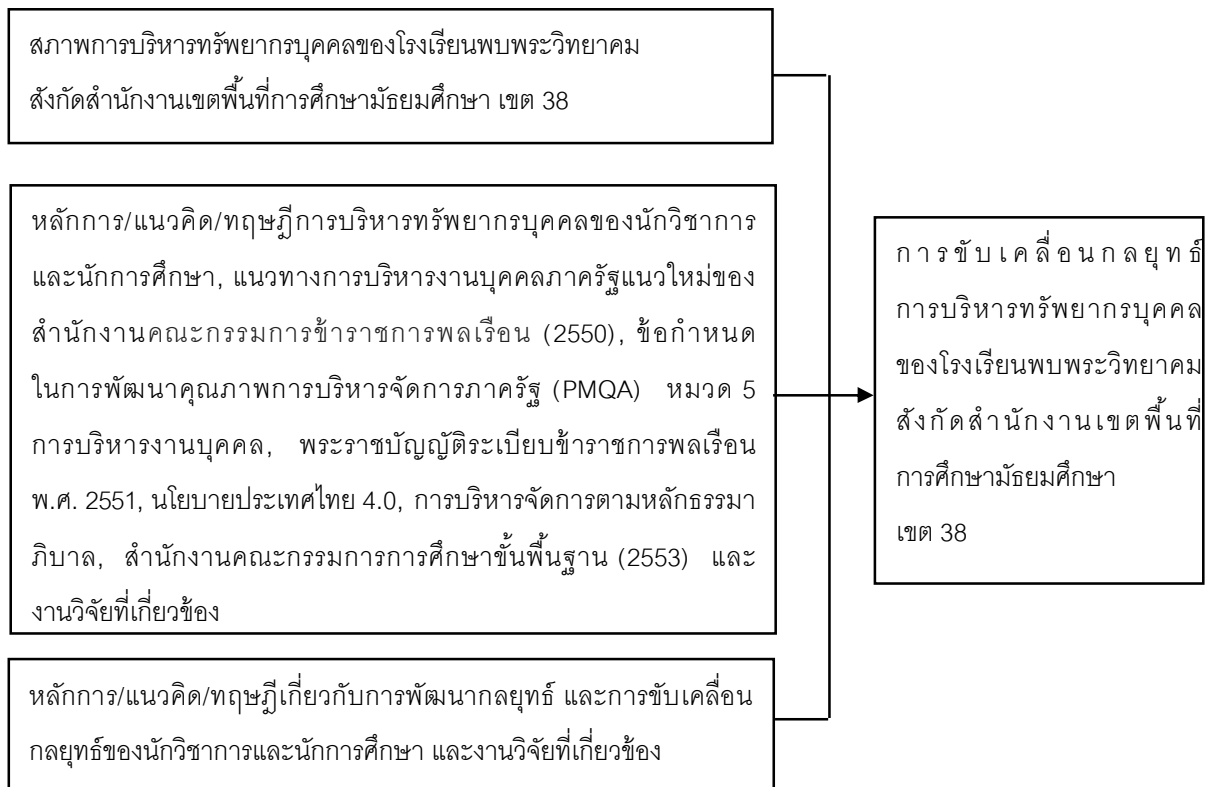 สภาพการบริหารทรัพยากรบุคคลของโรงเรียนพบพระวิทยาคม
สังกัดสำนักงานเขตพื้นที่การศึกษามัธยมศึกษา เขต 38
หลักการ/แนวคิด/ทฤษฎีการบริหารทรัพยากรบุคคลของนักวิชาการ
และนักการศึกษา, แนวทางการบริหารงานบุคคลภาครัฐแนวใหม่ของ
สำนักงานคณะกรรมการข้าราชการพลเรือน (2550), ข้อกำหนด
ในการพัฒนาคุณภาพการบริหารจัดการภาครัฐ (PMQA) หมวด 5
การบริหารงานบุคคล, พระราชบัญญัติระเบียบข้าราชการพลเรือน
พ.ศ. 2551, นโยบายประเทศไทย 4.0, การบริหารจัดการตามหลักธรรมา
ภิบาล, สำนักงานคณะกรรมการการศึกษาขั้นพื้นฐาน (2553) และ
งานวิจัยที่เกี่ยวข้อง
หลักการ/แนวคิด/ทฤษฎีเกี่ยวกับการพัฒนากลยุทธ์ และการขับเคลื่อน
กลยุทธ์ของนักวิชาการและนักการศึกษา และงานวิจัยที่เกี่ยวข้อง
การขับเคลื่อนกลยุทธ์
การบริหารทรัพยากรบุคคล
ของโรงเรียนพบพระวิทยาคม
สังกัดสำนักงานเขตพื้นที่
การศึกษามัธยมศึกษา
เขต 38